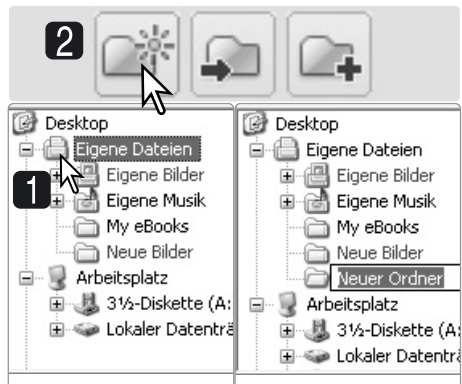 2
Desktop
Eigene Dateien
Eigene Bilder
1
Eigene Musik
My eBooks
Neue Bilder
Arbeitsplatz
3½-Diskette (A:
Lokaler Datenträ
Desktop
Eigene Dateien
Eigene Bilder
Eigene Musik
My eBooks
Neue Bilder
Neuer Ordner
Arbeitsplatz
3½-Diskette (A:
Lokaler Datenträ